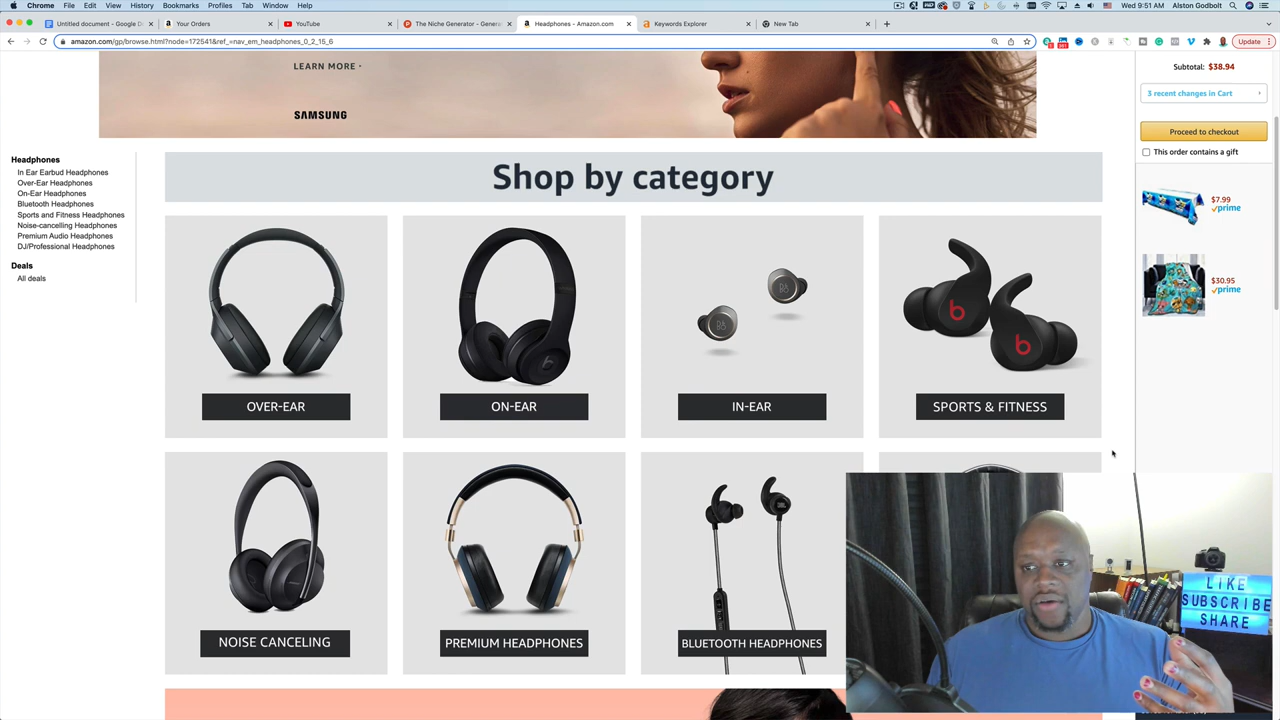 Chrome File Edit View History Bookmarks Profiles Tab Window Help
Wed 9:51 AM Alston Godbolt
Untitled document - Google D
Your Orders
YouTube
The Niche Generator - Genera
Headphones - Amazon.com
Keywords Explorer
New Tab
amazon.com/gp/browse.html?node=172541&ref_=nav_em_headphones_0_2_15_6
Update
LEARN MORE
SAMSUNG
Subtotal: $38.94
3 recent changes in Cart
Proceed to checkout
This order contains a gift
$7.99
prime
$30.95
prime
Headphones
In Ear Earbud Headphones
Over-Ear Headphones
On-Ear Headphones
Bluetooth Headphones
Sports and Fitness Headphones
Noise-cancelling Headphones
Premium Audio Headphones
DJ/Professional Headphones
Deals
All deals
Shop by category
OVER-EAR
ON-EAR
IN-EAR
SPORTS & FITNESS
NOISE CANCELING
PREMIUM HEADPHONES
BLUETOOTH HEADPHONES
LIKE
SUBSCRIBE
SHARE